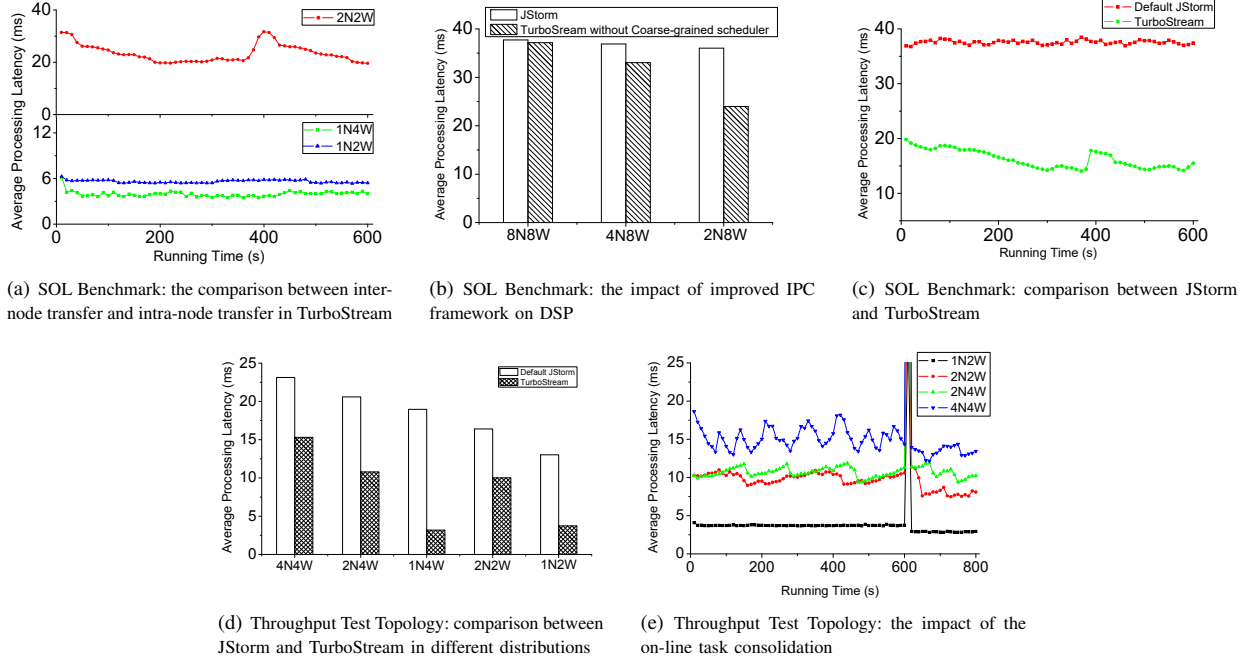 2N2W
Average Processing Latency (ms)
40
20
0
12
6
0
1N4W
1N2W
0 200 400 600
Running Time (s)
(a) SOL Benchmark: the comparison between inter-
node transfer and intra-node transfer in TurboStream
JStorm
TurboSream without Coarse-grained scheduler
Average Processing Latency (ms)
40
30
20
10
0
8N8W 4N8W 2N8W
(b) SOL Benchmark: the impact of improved IPC
framework on DSP
Default JStorm
TurboStream
Average Processing Latency (ms)
40
30
20
10
0 200 400 600
Running Time (s)
(c) SOL Benchmark: comparison between JStorm
and TurboStream
Default JStorm
TurboStream
Average Processing Latency (ms)
25
20
15
10
5
0
4N4W 2N4W 1N4W 2N2W 1N2W
(d) Throughput Test Topology: comparison between
JStorm and TurboStream in different distributions
1N2W
2N2W
2N4W
4N4W
Average Processing Latency (ms)
25
20
15
10
5
0
0 200 400 600 800
Running Time (s)
(e) Throughput Test Topology: the impact of the
on-line task consolidation